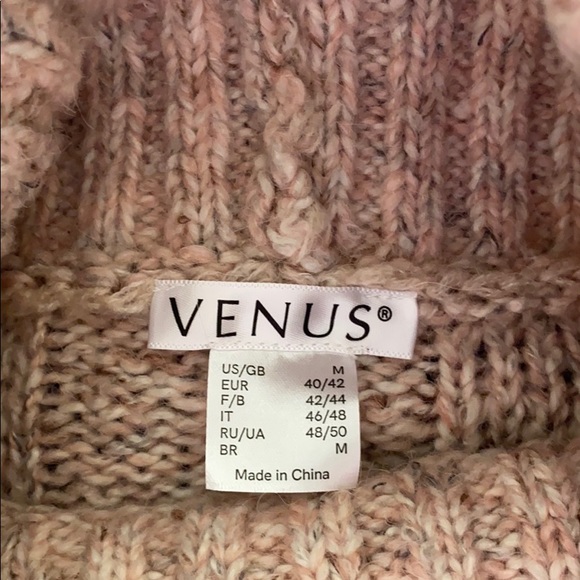 VENUS®
US/GB M
EUR 40/42
F/B 42/44
IT 46/48
RU/UA 48/50
BR M
Made in China